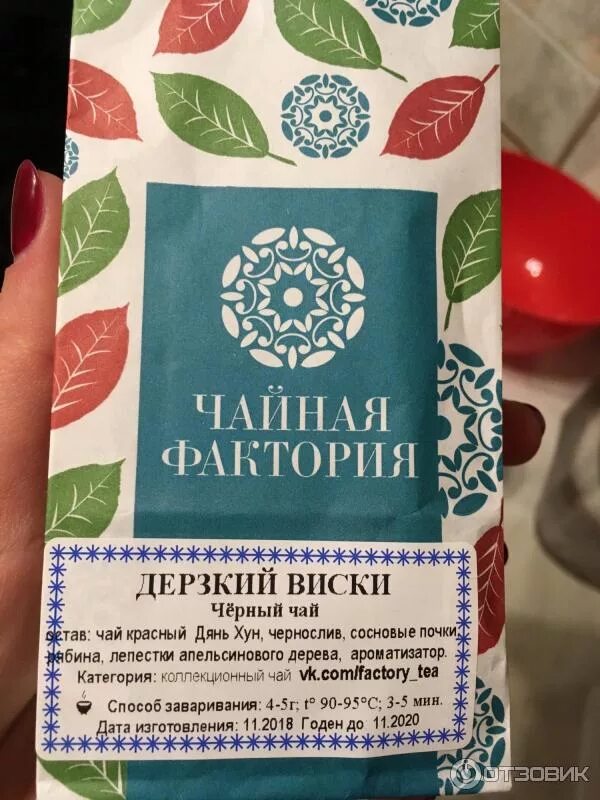 ЧАЙНАЯ
ФАКТОРИЯ
ДЕРЗКИЙ ВИСКИ
Чёрный чай
остав: чай красный Дянь Хун, чернослив, сосновые почки,
рябина, лепестки апельсинового дерева, ароматизатор.
Категория: коллекционный чай vk.com/factory_tea
Способ заваривания: 4-5г; t° 90-95°C; 3-5 мин.
Дата изготовления: 11.2018 Годен до 11.2020
ОТЗОВИК